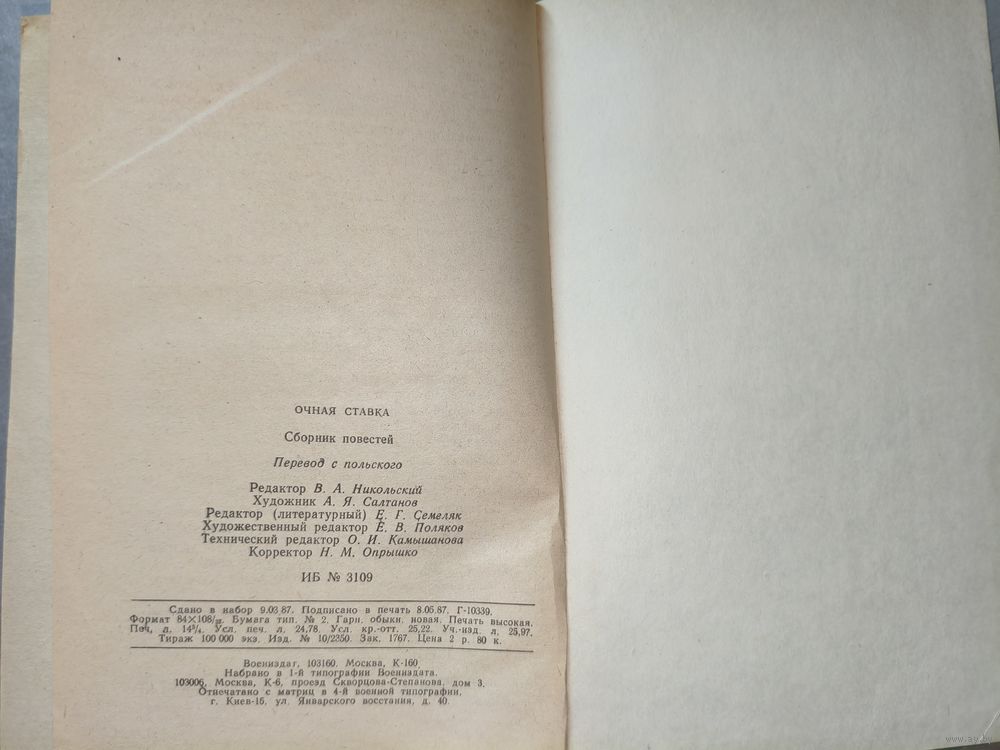 ОЧНАЯ СТАВКА
Сборник повестей
Перевод с польского
Редактор В. А. Никольский
Художник А. Я. Салтанов
Редактор (литературный) Е. Г. Семеляк
Художественный редактор Е. В. Поляков
Технический редактор О. И. Камышанова
Корректор Н. М. Опрышко
ИБ № 3109
Сдано в набор 9.03 87. Подписано в печать 8.05.87. Г-10339.
Формат 84×108/32. Бумага тип. № 2. Гарн. обыкн. новая. Печать высокая.
Печ. л. 14³/₄. Усл. печ. л. 24,78. Усл. кр.-отт. 25,22. Уч.-изд. л. 25,97.
Тираж 100 000 экз. Изд. № 10/2350. Зак. 1767. Цена 2 р. 80 к.
Воениздат, 103160, Москва, К-160
Набрано в 1-й типографии Воениздата.
103006, Москва, К-6, проезд Скворцова-Степанова, дом 3.
Отпечатано с матриц в 4-й военной типографии,
г. Киев-15, ул. Январского восстания, д. 40.
www.ay.by